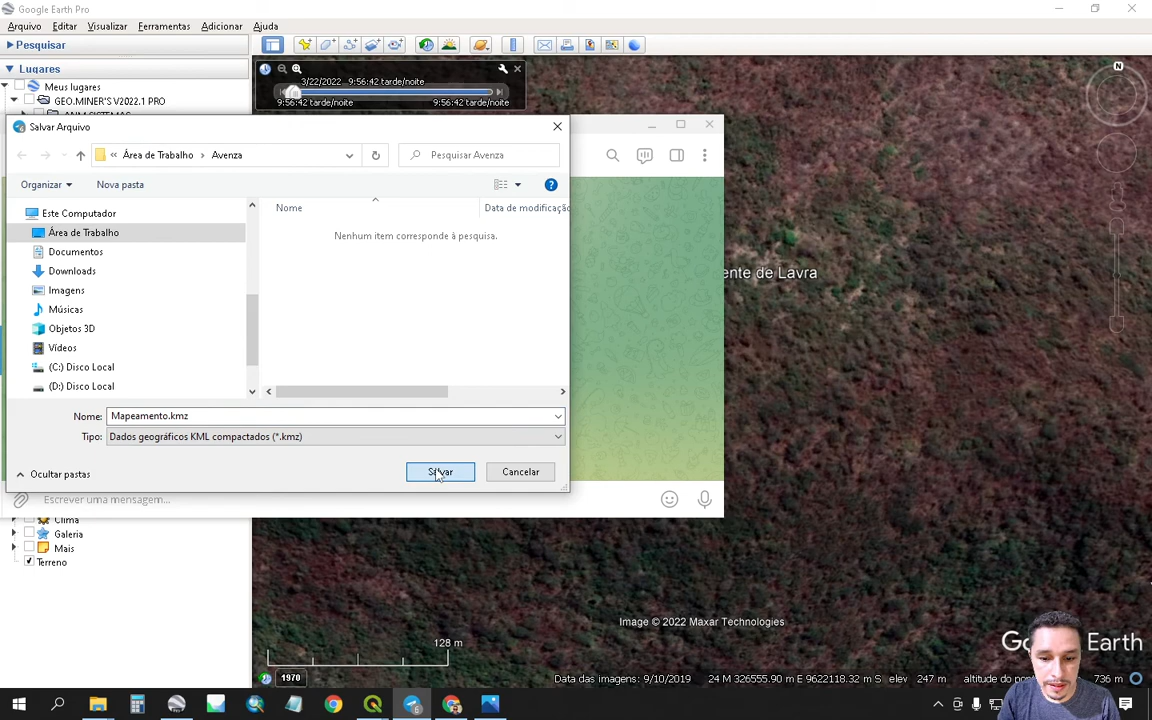 Google Earth Pro
Arquivo Editar Visualizar Ferramentas Adicionar Ajuda
Pesquisar
Lugares
Meus lugares
GEO.MINER'S V2022.1 PRO
ANM SISTEMAS
3/22/2022 9:56:42 tarde/noite
9:56:42 tarde/noite 9:56:42 tarde/noite
Salvar Arquivo
« Área de Trabalho › Avenza
Pesquisar Avenza
Organizar Nova pasta
Este Computador
Área de Trabalho
Documentos
Downloads
Imagens
Músicas
Objetos 3D
Vídeos
(C:) Disco Local
(D:) Disco Local
Nome Data de modificação
Nenhum item corresponde à pesquisa.
Nome: Mapeamento.kmz
Tipo: Dados geográficos KML compactados (*.kmz)
Ocultar pastas
Salvar Cancelar
Escrever uma mensagem...
Clima
Galeria
Mais
Terreno
ente de Lavra
N
Image © 2022 Maxar Technologies
128 m
Earth
1970
Data das imagens: 9/10/2019 24 M 326555.90 m E 9622118.32 m S elev 247 m altitude do 736 m